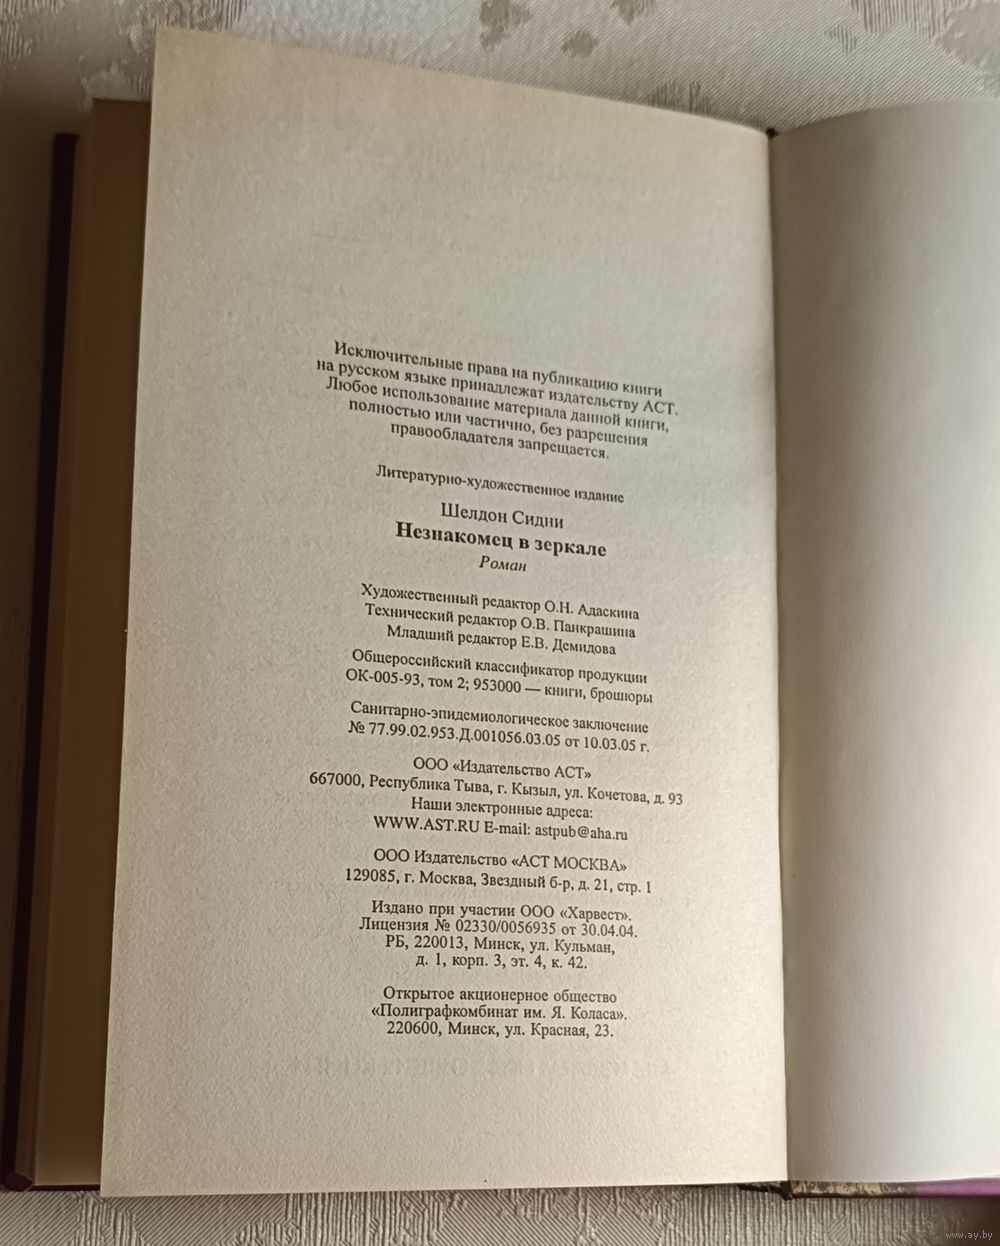 Исключительные права на публикацию книги
на русском языке принадлежат издательству АСТ.
Любое использование материала данной книги,
полностью или частично, без разрешения
правообладателя запрещается.
Литературно-художественное издание
Шелдон Сидни
Незнакомец в зеркале
Роман
Художественный редактор О.Н. Адаскина
Технический редактор О.В. Панкрашина
Младший редактор Е.В. Демидова
Общероссийский классификатор продукции
ОК-005-93, том 2; 953000 — книги, брошюры
Санитарно-эпидемиологическое заключение
№ 77.99.02.953.Д.001056.03.05 от 10.03.05 г.
ООО «Издательство АСТ»
667000, Республика Тыва, г. Кызыл, ул. Кочетова, д. 93
Наши электронные адреса:
WWW.AST.RU E-mail: astpub@aha.ru
ООО Издательство «АСТ МОСКВА»
129085, г. Москва, Звездный б-р, д. 21, стр. 1
Издано при участии ООО «Харвест».
Лицензия № 02330/0056935 от 30.04.04.
РБ, 220013, Минск, ул. Кульман,
д. 1, корп. 3, эт. 4, к. 42.
Открытое акционерное общество
«Полиграфкомбинат им. Я. Коласа».
220600, Минск, ул. Красная, 23.
www.ay.by